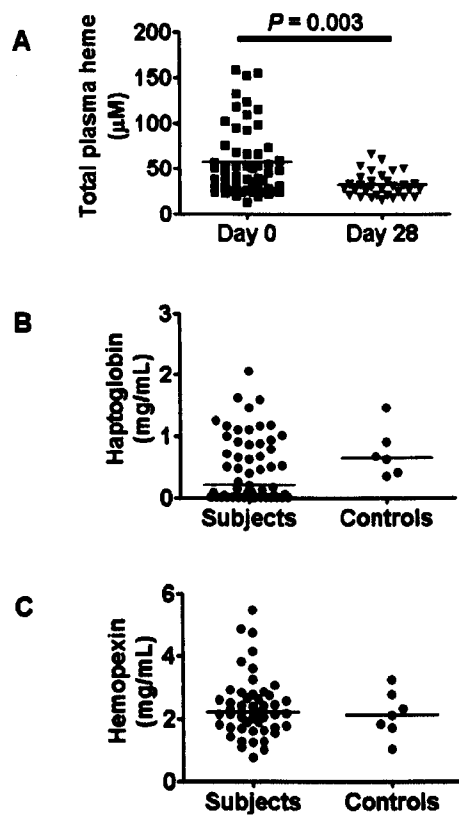 A
P = 0.003
Total plasma heme
(μM)
200
150
100
50
0
Day 0
Day 28
B
Haptoglobin
(mg/mL)
3
2
1
0
Subjects
Controls
C
Hemopexin
(mg/mL)
6
4
2
0
Subjects
Controls